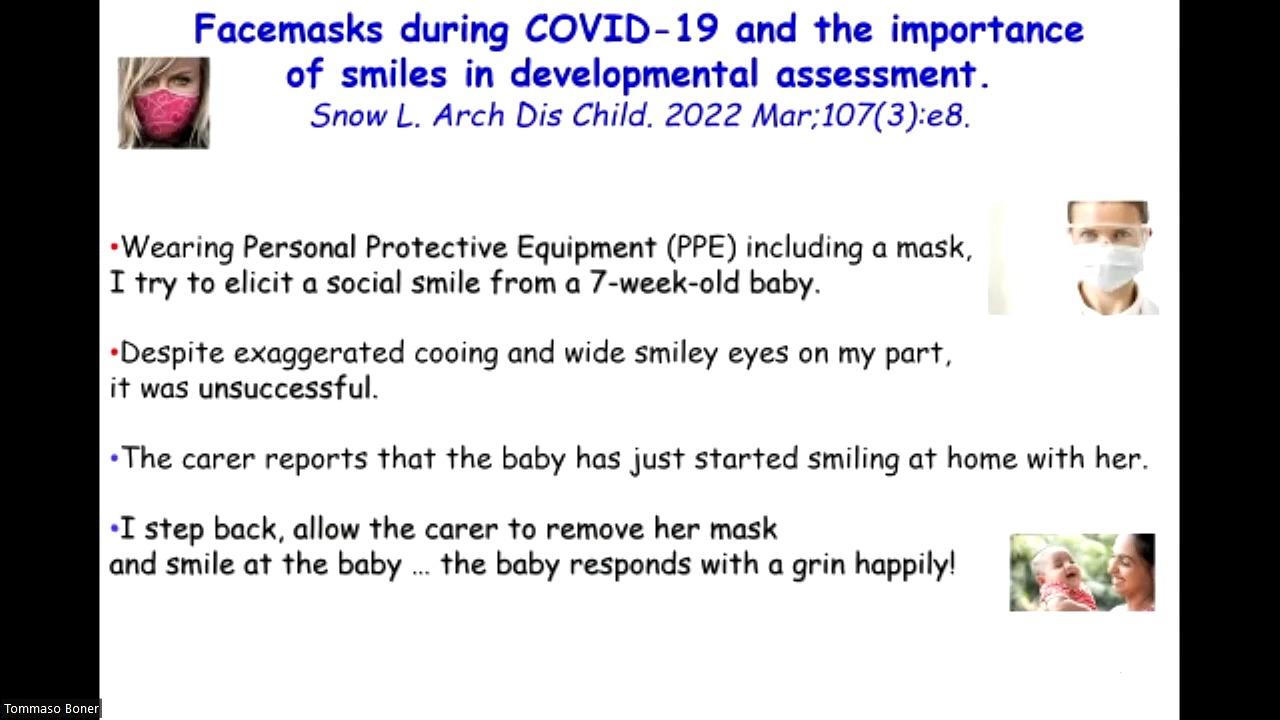 Facemasks during COVID-19 and the importance
of smiles in developmental assessment.
Snow L. Arch Dis Child. 2022 Mar;107(3):e8.
•Wearing Personal Protective Equipment (PPE) including a mask,
I try to elicit a social smile from a 7-week-old baby.
•Despite exaggerated cooing and wide smiley eyes on my part,
it was unsuccessful.
•The carer reports that the baby has just started smiling at home with her.
•I step back, allow the carer to remove her mask
and smile at the baby … the baby responds with a grin happily!
Tommaso Boner